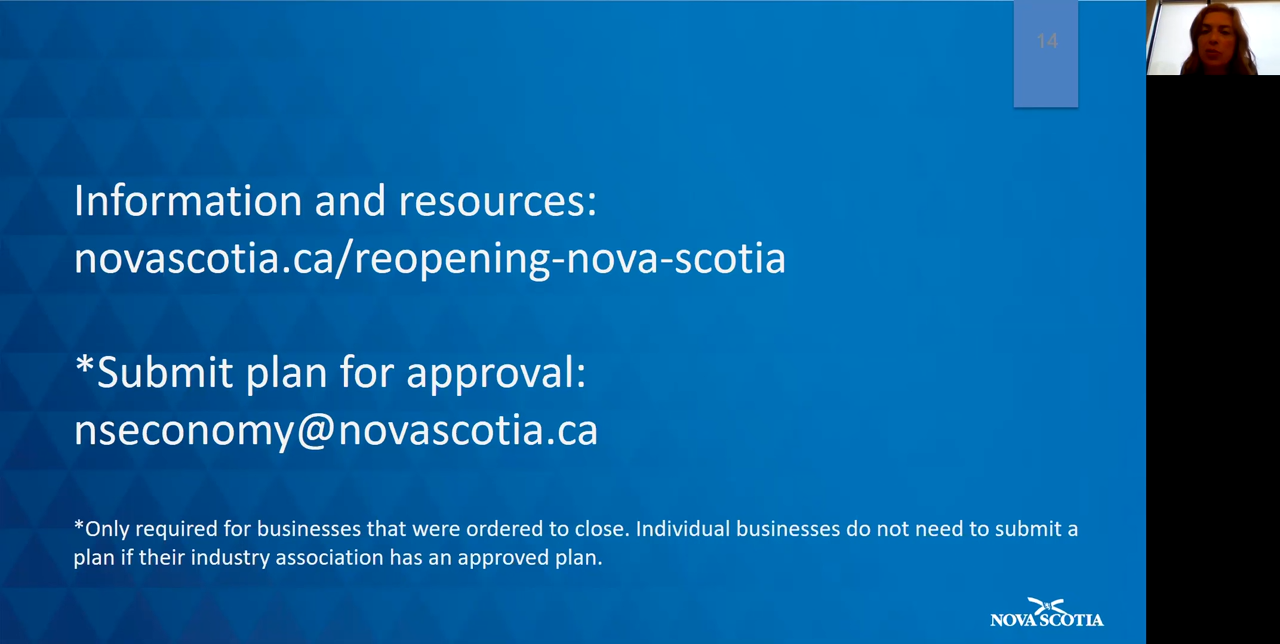 14
Information and resources:
novascotia.ca/reopening-nova-scotia
*Submit plan for approval:
nseconomy@novascotia.ca
*Only required for businesses that were ordered to close. Individual businesses do not need to submit a
plan if their industry association has an approved plan.
NOVA SCOTIA